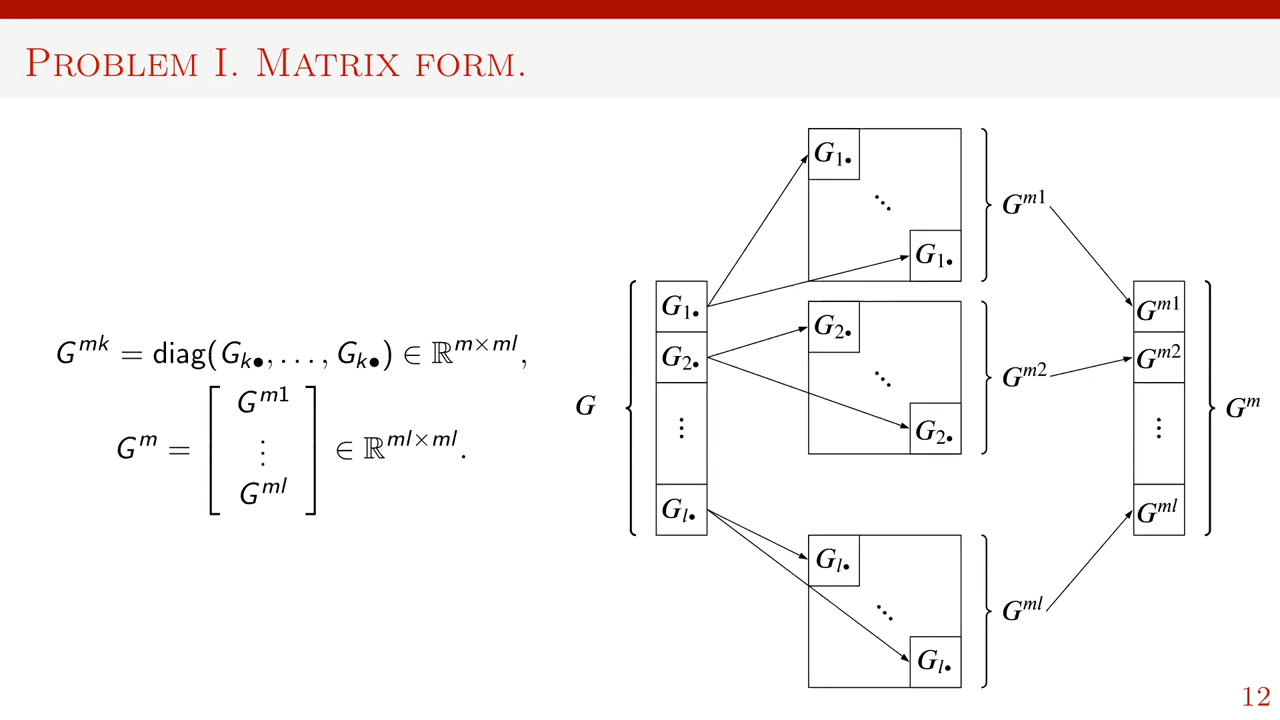 Problem I. Matrix form.
G^{mk} = diag(G_{k•}, . . . , G_{k•}) ∈ ℝ^{m×ml},
G^m = [ G^{m1} ⋮ G^{ml} ] ∈ ℝ^{ml×ml}.
G
G_{1•}
G_{2•}
⋮
G_{l•}
G_{1•}
⋱
G_{1•}
G^{m1}
G_{2•}
⋱
G_{2•}
G^{m2}
G_{l•}
⋱
G_{l•}
G^{ml}
G^{m1}
G^{m2}
⋮
G^{ml}
G^m
12